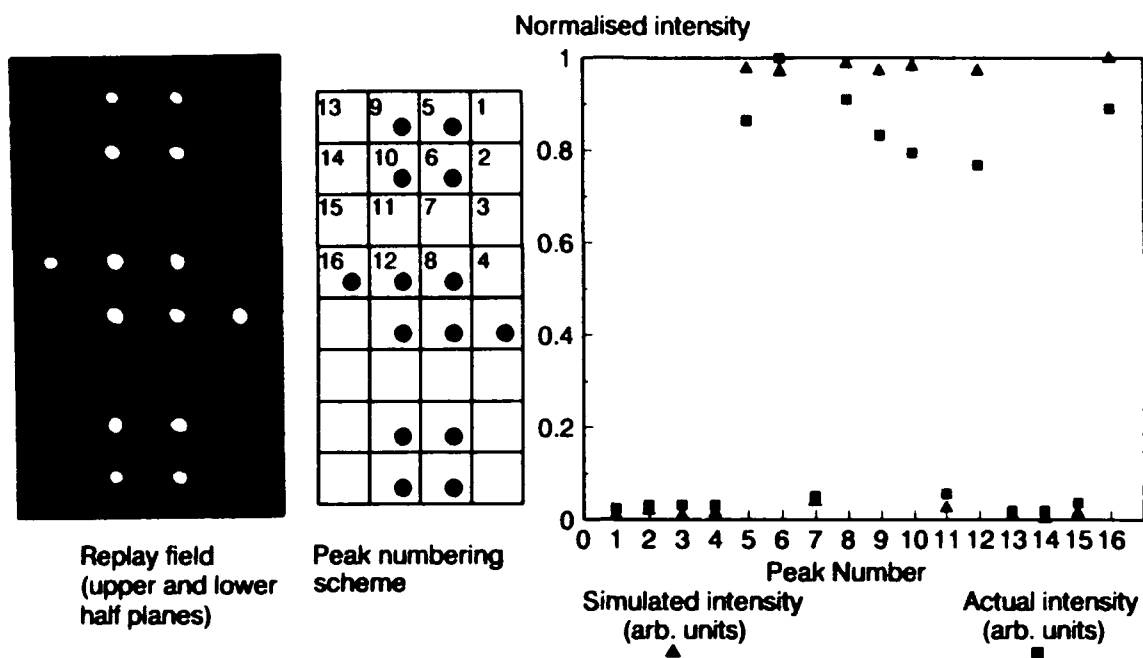 Normalised intensity
13 9 5 1
14 10 6 2
15 11 7 3
16 12 8 4
1
0.8
0.6
0.4
0.2
0
0 1 2 3 4 5 6 7 8 9 10 11 12 13 14 15 16
Peak Number
Replay field
(upper and lower
half planes)
Peak numbering
scheme
Simulated intensity
(arb. units)
Actual intensity
(arb. units)